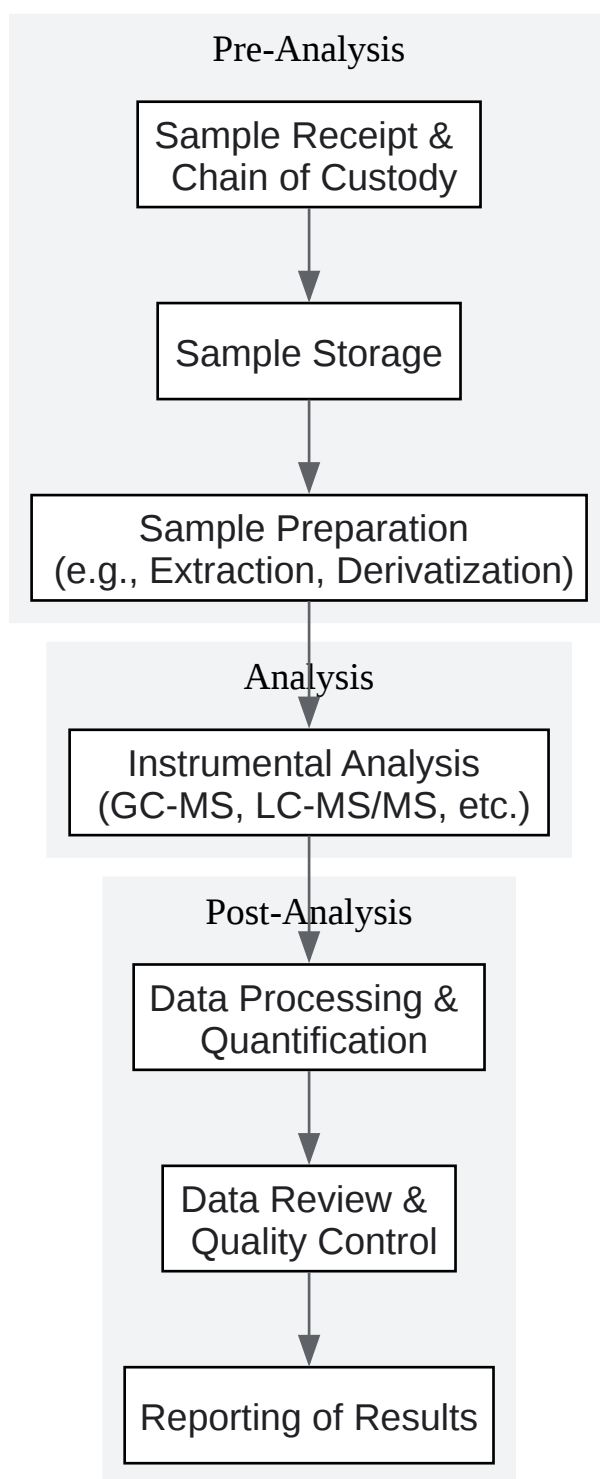 Pre-Analysis
Sample Receipt &
Chain of Custody
Sample Storage
Sample Preparation
(e.g., Extraction, Derivatization)
Analysis
Instrumental Analysis
(GC-MS, LC-MS/MS, etc.)
Post-Analysis
Data Processing &
Quantification
Data Review &
Quality Control
Reporting of Results